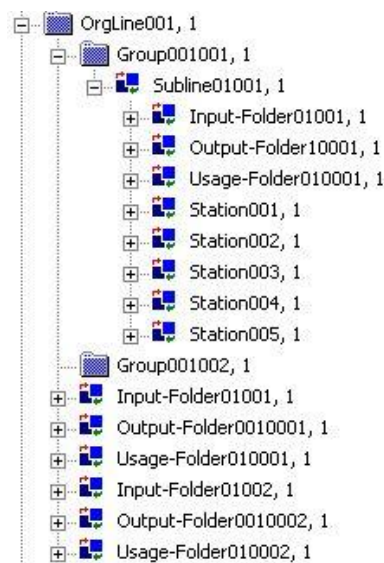 OrgLine001, 1
Group001001, 1
Subline01001, 1
Input-Folder01001, 1
Output-Folder10001, 1
Usage-Folder010001, 1
Station001, 1
Station002, 1
Station003, 1
Station004, 1
Station005, 1
Group001002, 1
Input-Folder01001, 1
Output-Folder0010001, 1
Usage-Folder010001, 1
Input-Folder01002, 1
Output-Folder0010002, 1
Usage-Folder010002, 1